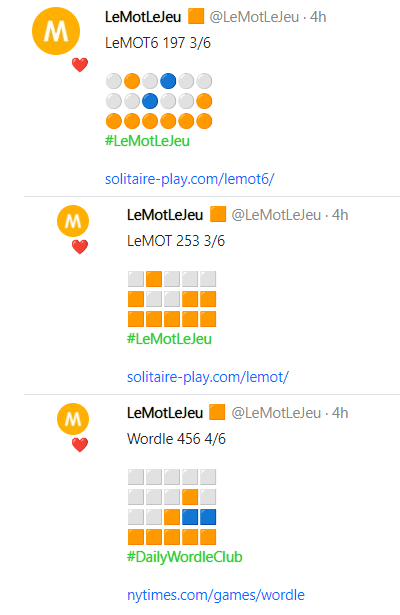 LeMotLeJeu 🟧 @LeMotLeJeu · 4h
LeMOT6 197 3/6
⚪🟠⚪🔵⚪⚪
⚪⚪🔵⚪⚪🟠
🟠🟠🟠🟠🟠🟠
#LeMotLeJeu
solitaire-play.com/lemot6/
LeMotLeJeu 🟧 @LeMotLeJeu · 4h
LeMOT 253 3/6
⬜🟧⬜⬜⬜
🟧⬜⬜🟧🟧
🟧🟧🟧🟧🟧
#LeMotLeJeu
solitaire-play.com/lemot/
LeMotLeJeu 🟧 @LeMotLeJeu · 4h
Wordle 456 4/6
⬜⬜⬜⬜⬜
⬜⬜⬜🟧⬜
⬜⬜🟧🟦🟦
🟧🟧🟧🟧🟧
#DailyWordleClub
nytimes.com/games/wordle